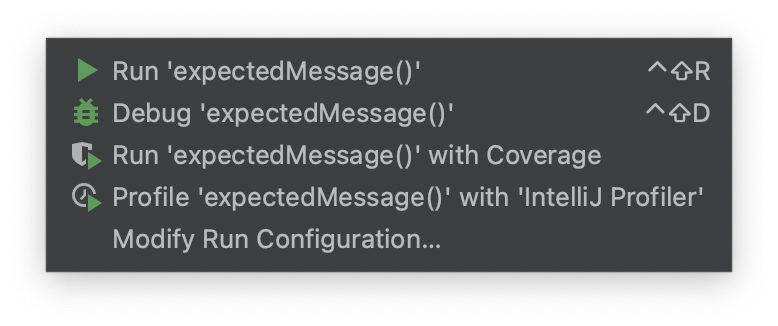 Run 'expectedMessage()' ⌃⇧R
Debug 'expectedMessage()' ⌃⇧D
Run 'expectedMessage()' with Coverage
Profile 'expectedMessage()' with 'IntelliJ Profiler'
Modify Run Configuration...